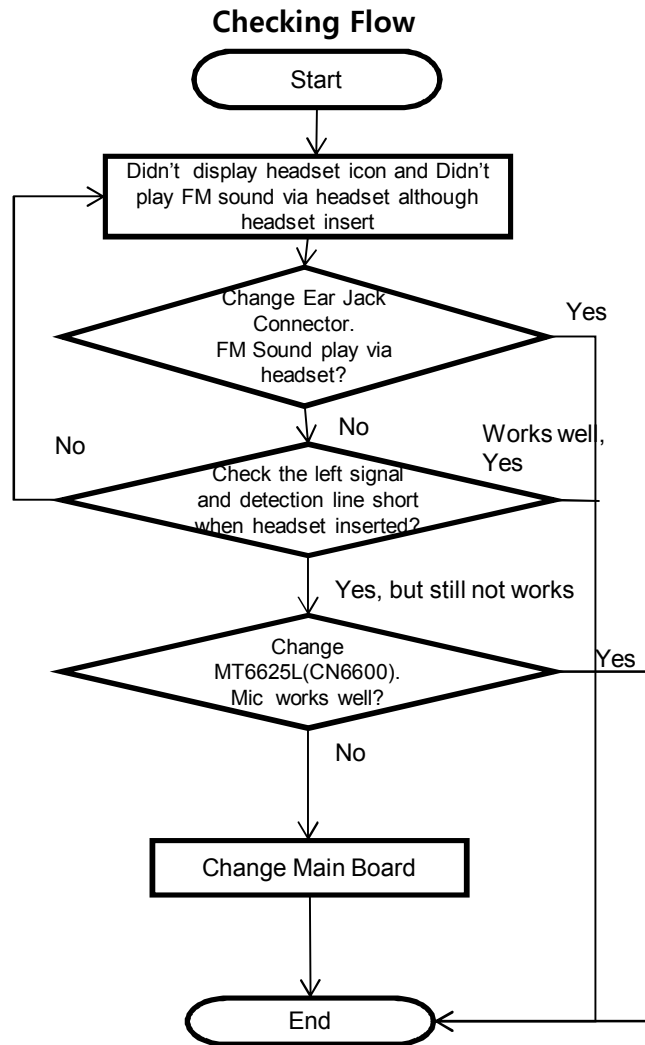 Checking Flow
Start
Didn't display headset icon and Didn't
play FM sound via headset although
headset insert
Change Ear Jack
Connector.
FM Sound play via
headset?
Yes
No
No
Works well,
Yes
Check the left signal
and detection line short
when headset inserted?
Yes, but still not works
Change
MT6625L(CN6600).
Mic works well?
Yes
No
Change Main Board
End